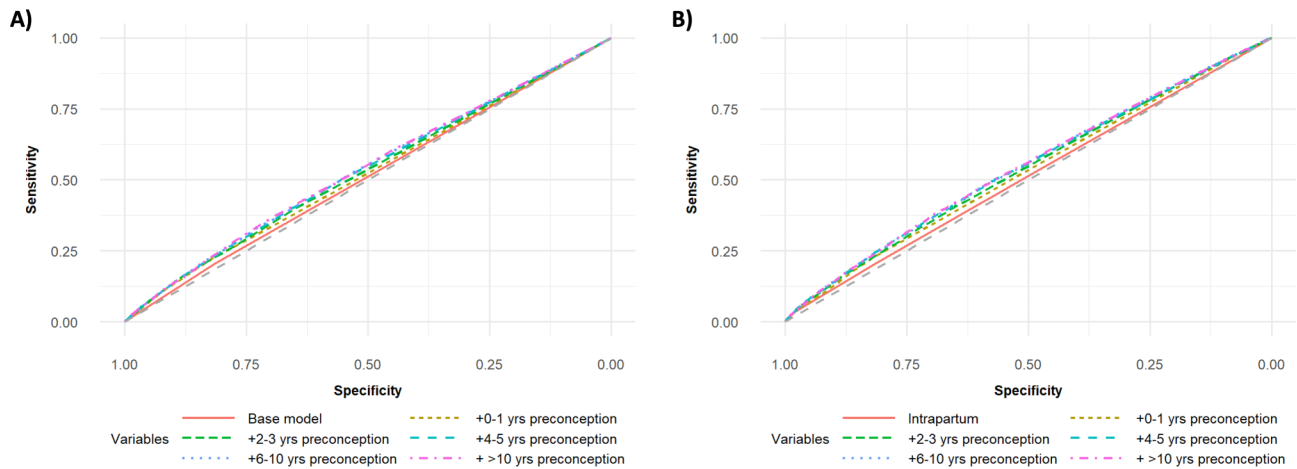 A)
1.00
0.75
0.50
0.25
0.00
Sensitivity
1.00 0.75 0.50 0.25 0.00
Specificity
Variables
Base model +0-1 yrs preconception
+2-3 yrs preconception +4-5 yrs preconception
+6-10 yrs preconception + >10 yrs preconception
B)
1.00
0.75
0.50
0.25
0.00
Sensitivity
1.00 0.75 0.50 0.25 0.00
Specificity
Variables
Intrapartum +0-1 yrs preconception
+2-3 yrs preconception +4-5 yrs preconception
+6-10 yrs preconception + >10 yrs preconception